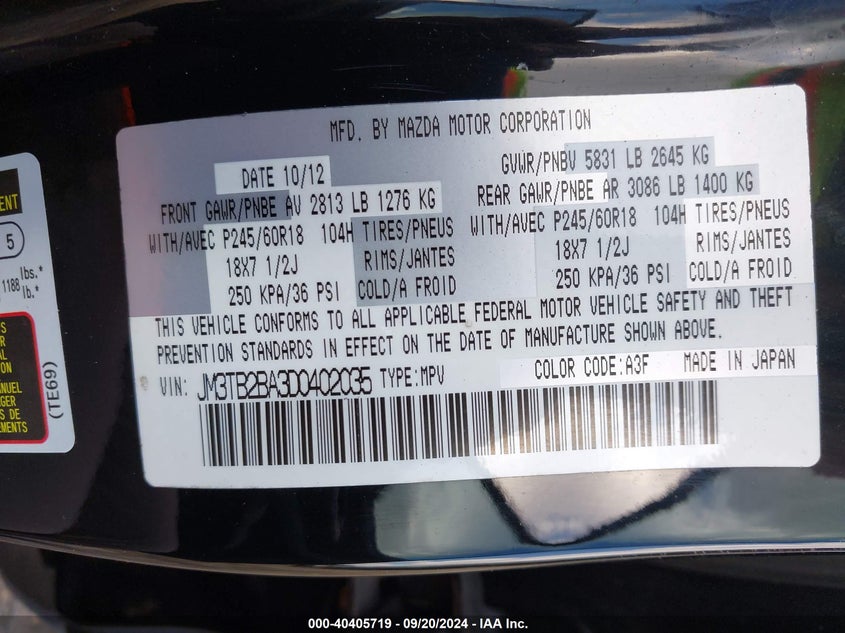 MFD. BY MAZDA MOTOR CORPORATION
DATE 10/12
GVWR/PNBV 5831 LB 2645 KG
FRONT GAWR/PNBE AV 2813 LB 1276 KG
REAR GAWR/PNBE AR 3086 LB 1400 KG
WITH/AVEC P245/60R18 104H TIRES/PNEUS
WITH/AVEC P245/60R18 104H TIRES/PNEUS
18X7 1/2J RIMS/JANTES
18X7 1/2J RIMS/JANTES
250 KPA/36 PSI COLD/A FROID
250 KPA/36 PSI COLD/A FROID
THIS VEHICLE CONFORMS TO ALL APPLICABLE FEDERAL MOTOR VEHICLE SAFETY AND THEFT
PREVENTION STANDARDS IN EFFECT ON THE DATE OF MANUFACTURE SHOWN ABOVE.
VIN: JM3TB2BA3D0402035 TYPE:MPV
COLOR CODE:A3F MADE IN JAPAN
5
1188 lbs.*
lb.*
(TE69)
000-40405719 - 09/20/2024 - IAA Inc.